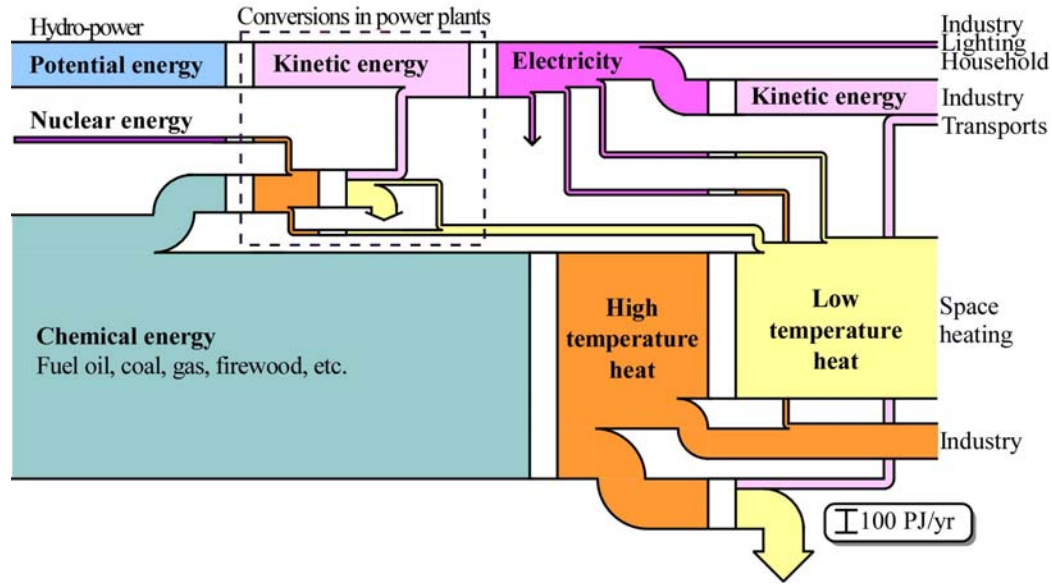 Conversions in power plants
Hydro-power
Industry
Potential energy
Kinetic energy
Electricity
Lighting
Household
Kinetic energy
Industry
Nuclear energy
Transports
Chemical energy
Fuel oil, coal, gas, firewood, etc.
High
temperature
heat
Low
temperature
heat
Space
heating
Industry
100 PJ/yr